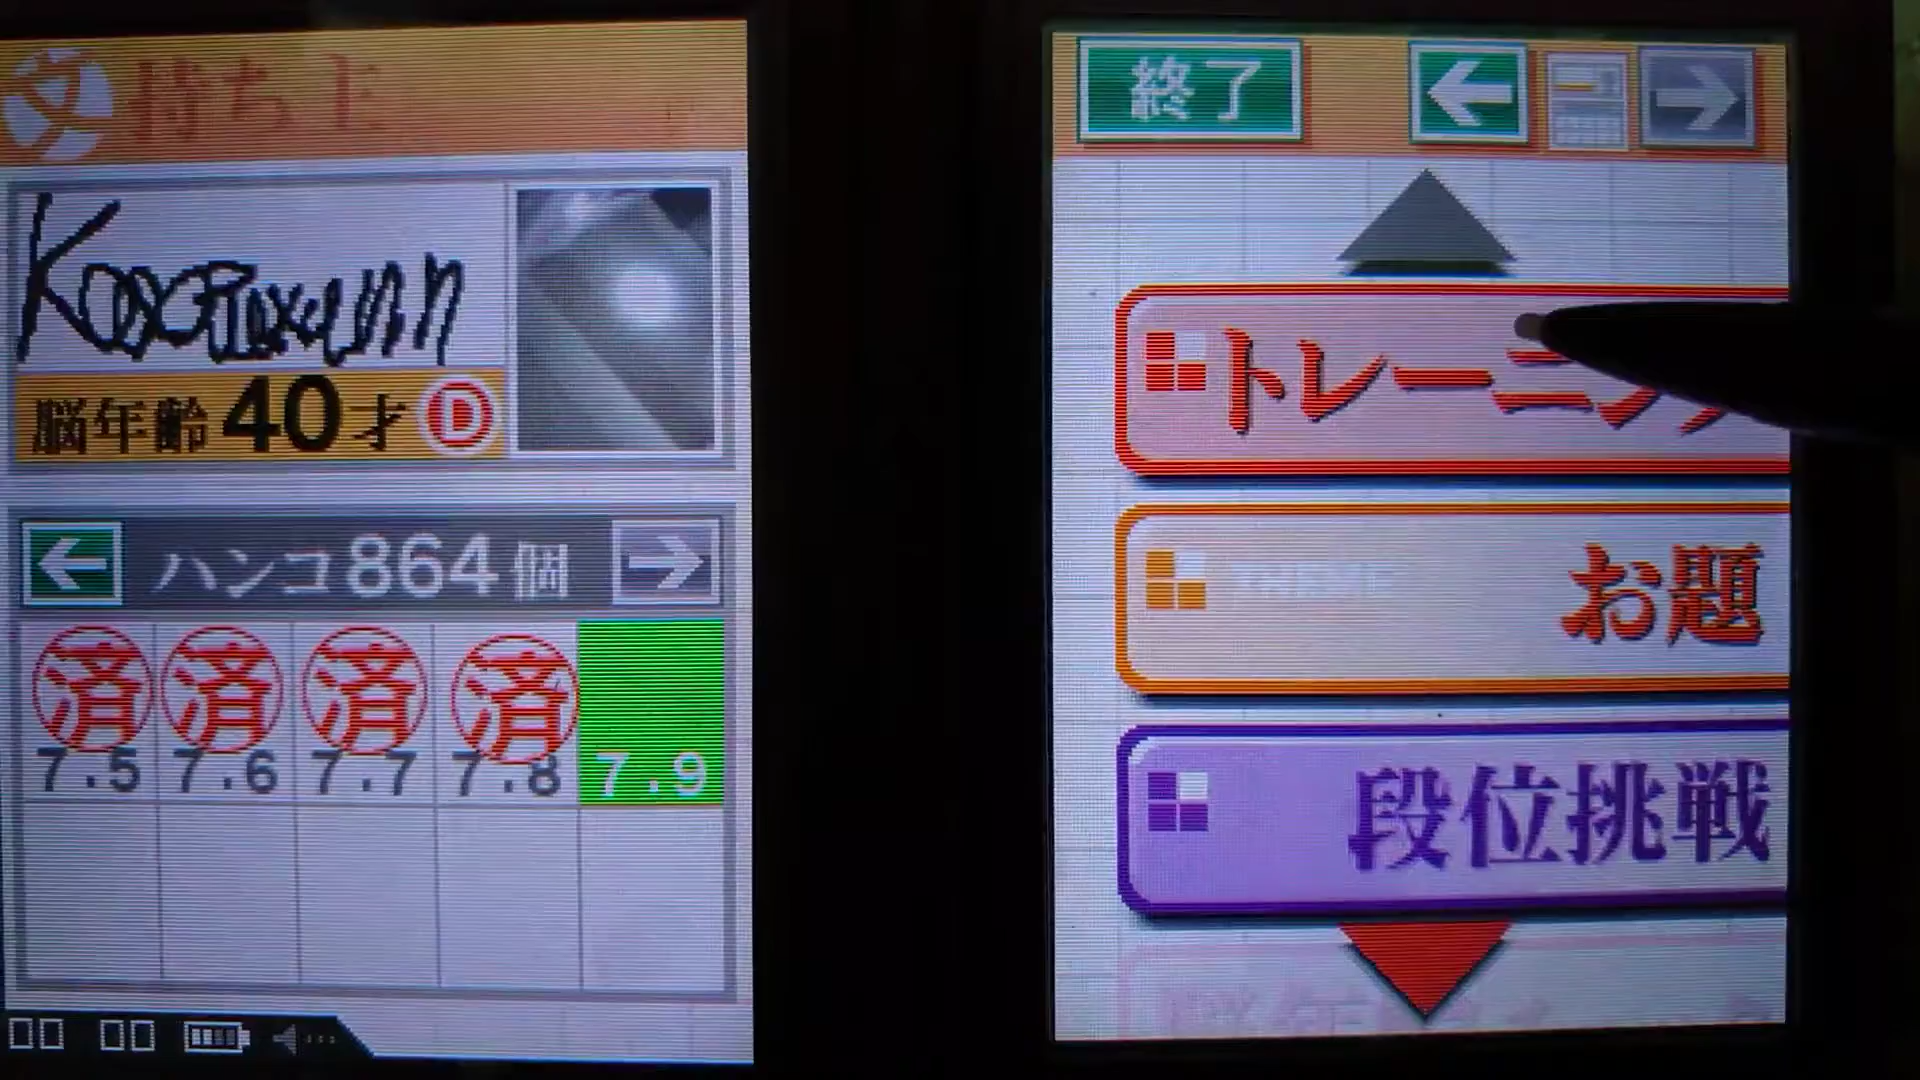 文 持ち主
脳年齢 40才 D
ハンコ864個
済 済 済 済
7.5 7.6 7.7 7.8 7.9
終了
トレーニング
お題
段位挑戦